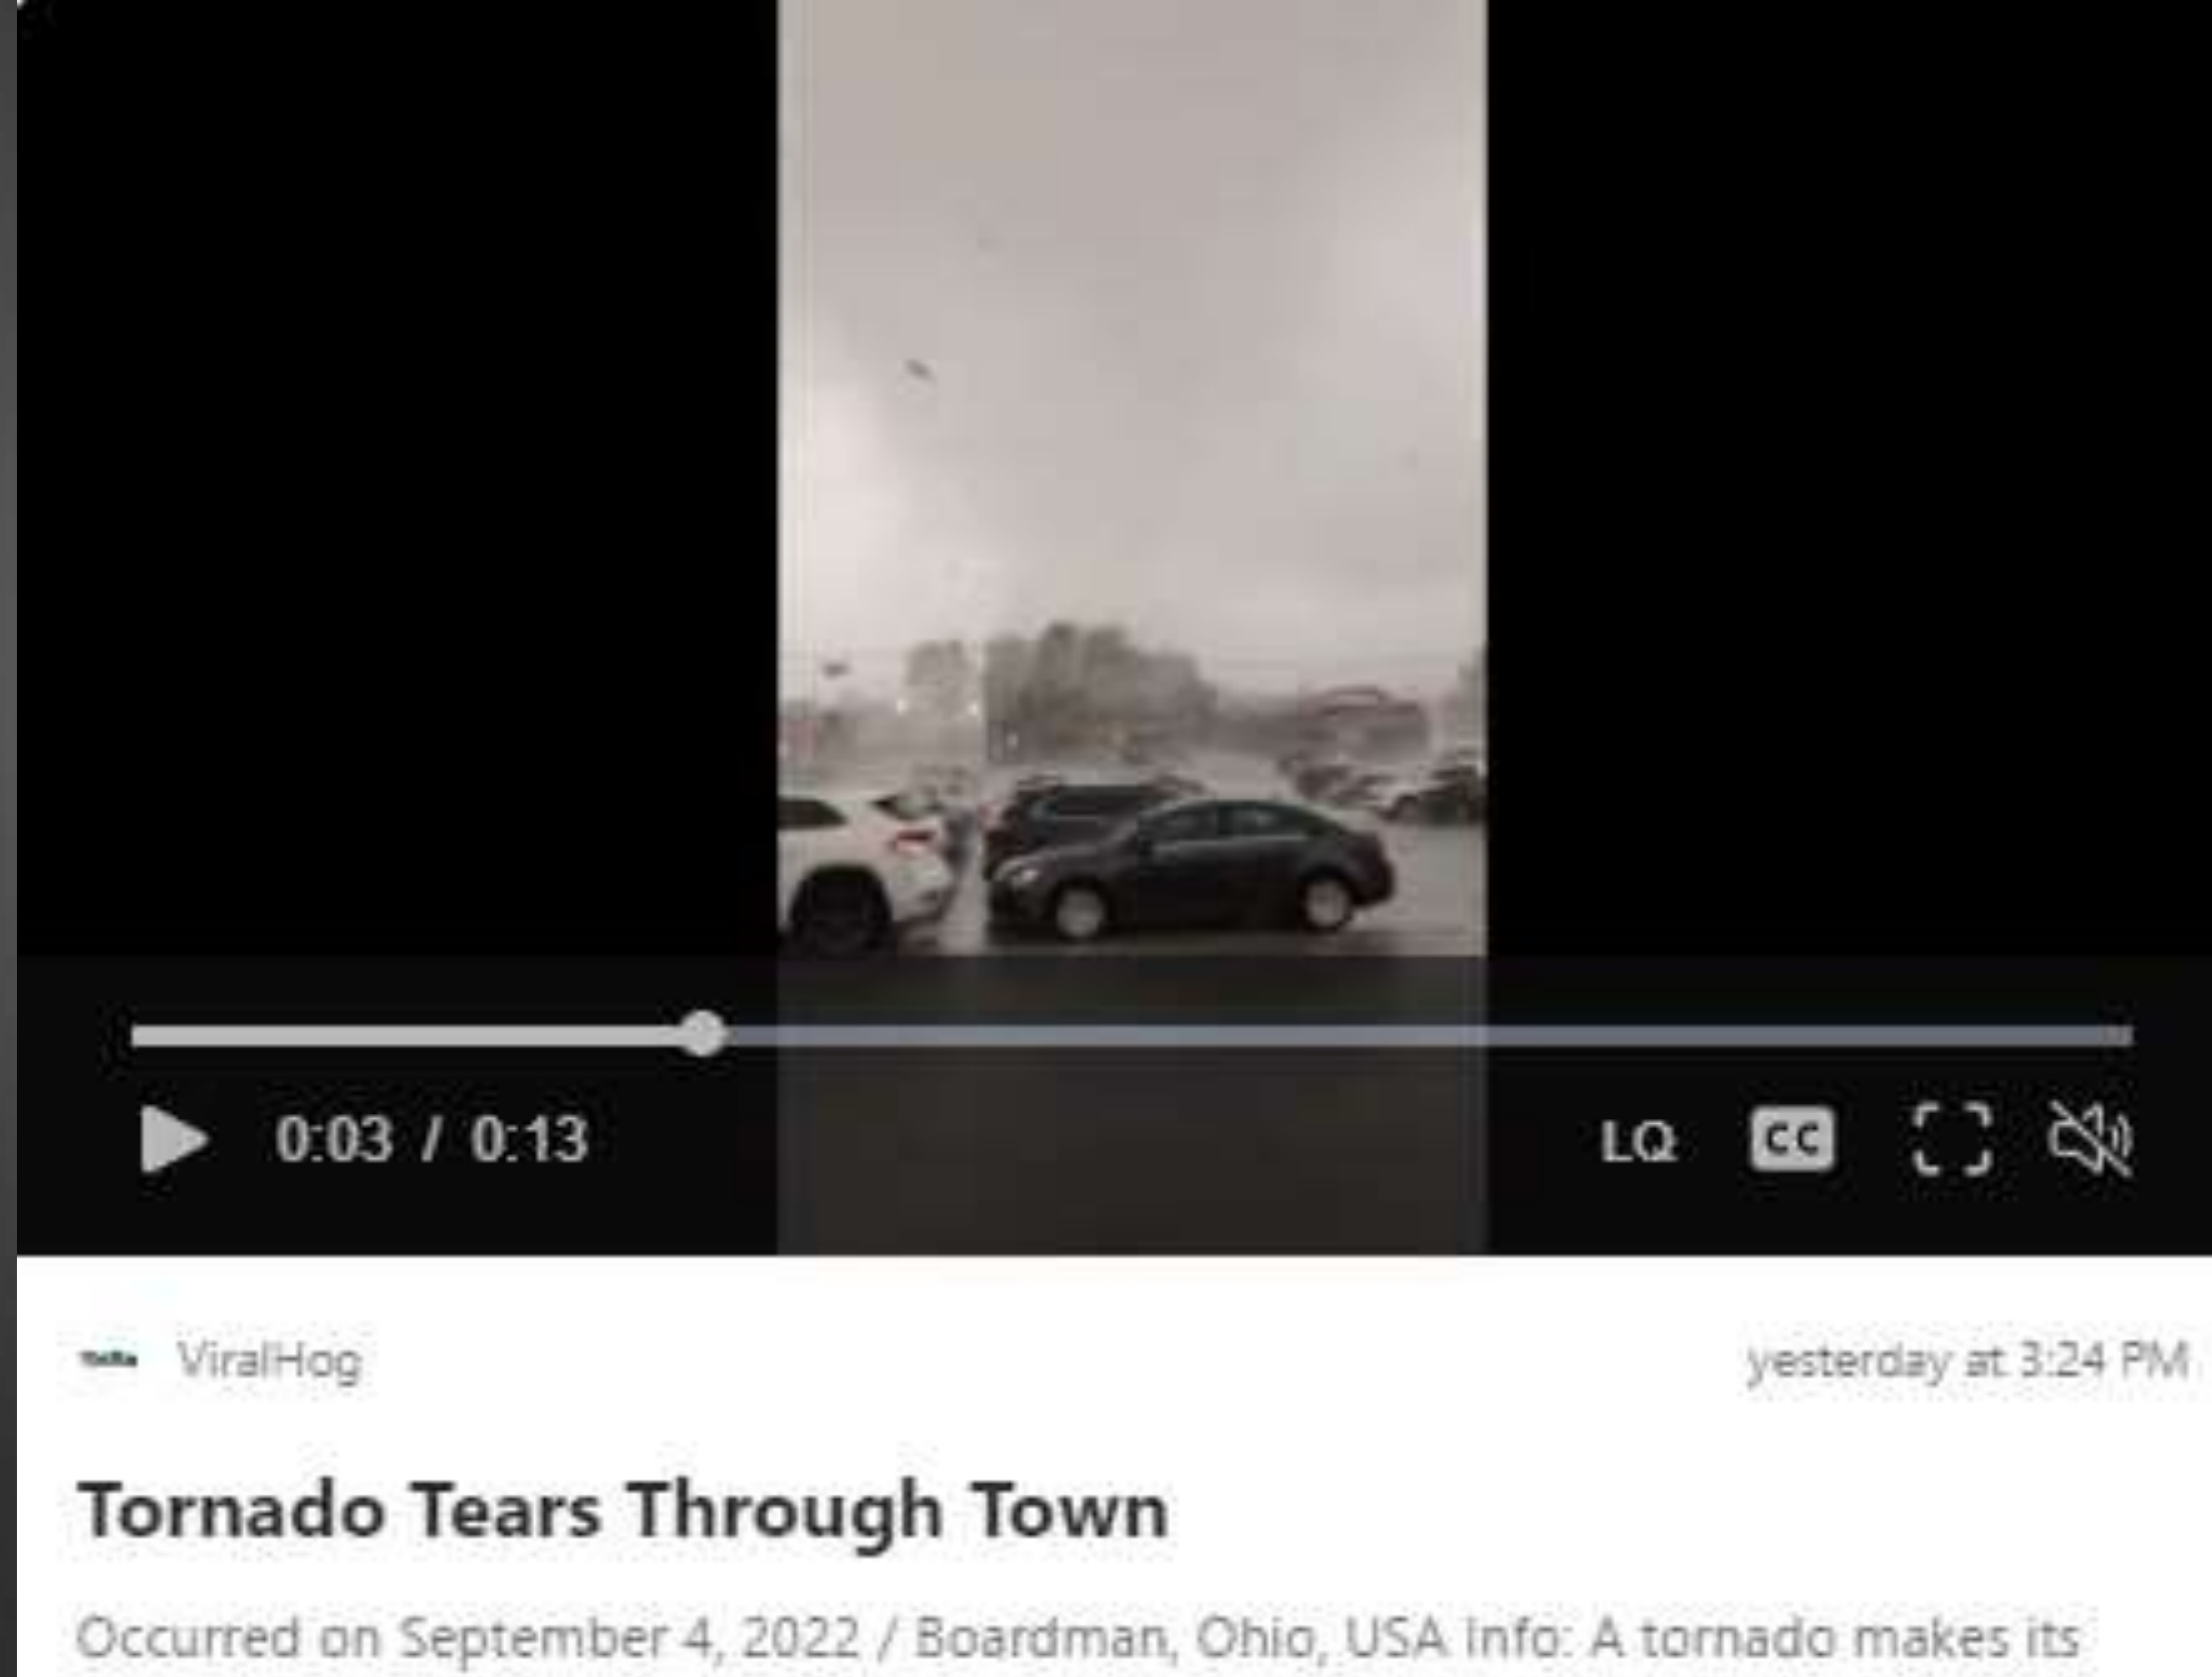 0:03 / 0:13 LQ CC
ViralHog yesterday at 3:24 PM
Tornado Tears Through Town
Occurred on September 4, 2022 / Boardman, Ohio, USA Info: A tornado makes its